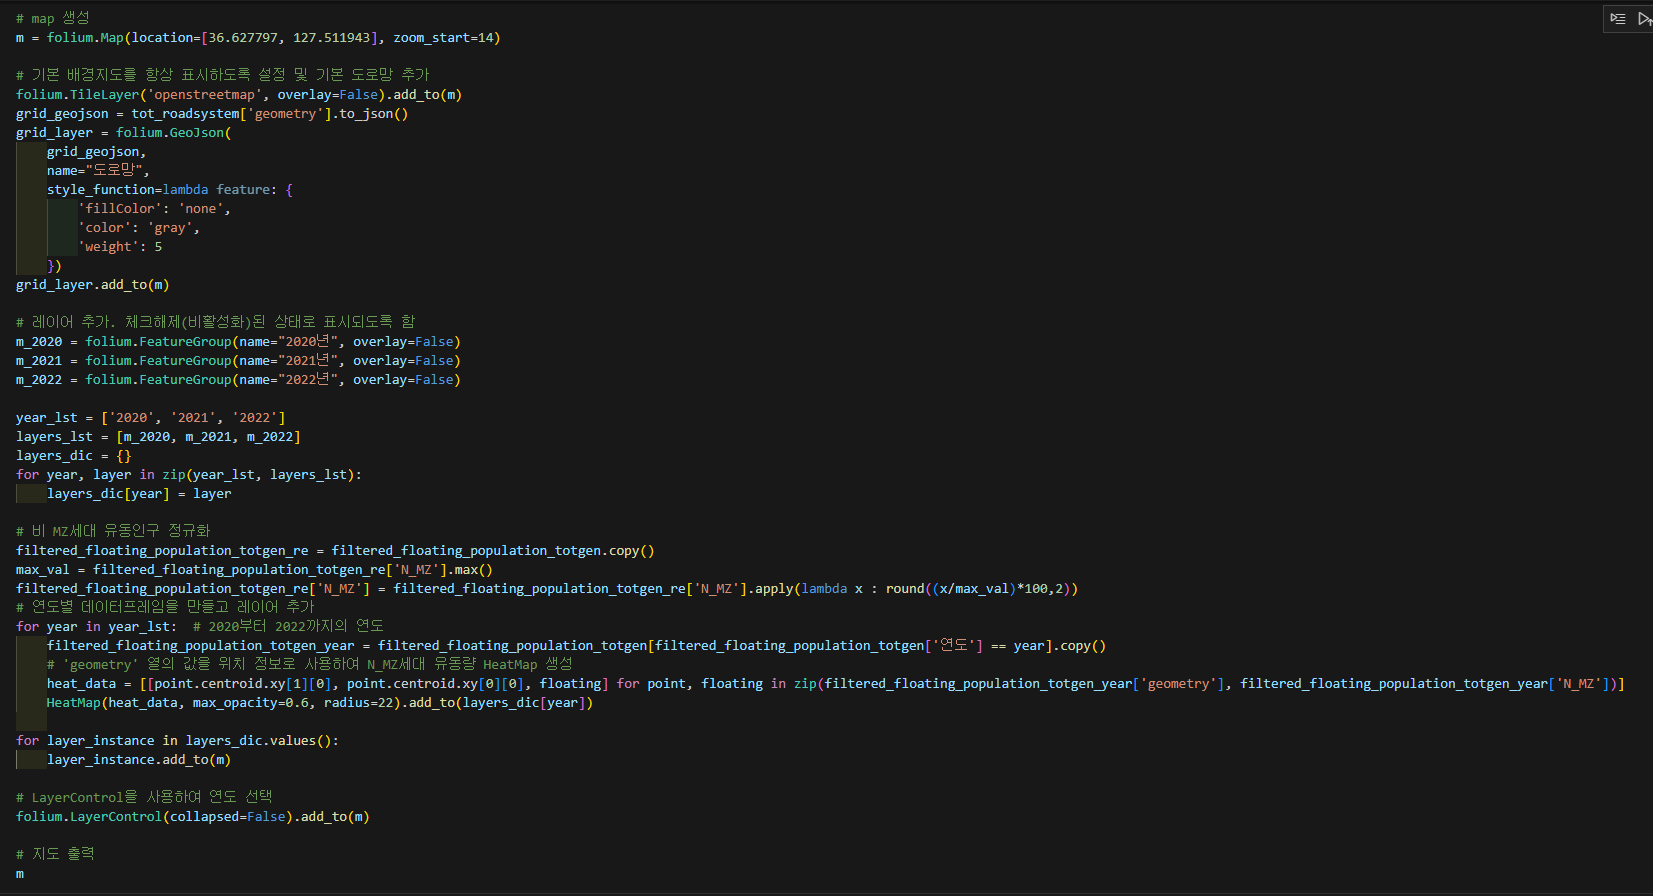 # map 생성
m = folium.Map(location=[36.627797, 127.511943], zoom_start=14)
# 기본 배경지도를 항상 표시하도록 설정 및 기본 도로망 추가
folium.TileLayer('openstreetmap', overlay=False).add_to(m)
grid_geojson = tot_roadsystem['geometry'].to_json()
grid_layer = folium.GeoJson(
    grid_geojson,
    name="도로망",
    style_function=lambda feature: {
        'fillColor': 'none',
        'color': 'gray',
        'weight': 5
    })
grid_layer.add_to(m)
# 레이어 추가. 체크해제(비활성화)된 상태로 표시되도록 함
m_2020 = folium.FeatureGroup(name="2020년", overlay=False)
m_2021 = folium.FeatureGroup(name="2021년", overlay=False)
m_2022 = folium.FeatureGroup(name="2022년", overlay=False)
year_lst = ['2020', '2021', '2022']
layers_lst = [m_2020, m_2021, m_2022]
layers_dic = {}
for year, layer in zip(year_lst, layers_lst):
    layers_dic[year] = layer
# 비 MZ세대 유동인구 정규화
filtered_floating_population_totgen_re = filtered_floating_population_totgen.copy()
max_val = filtered_floating_population_totgen_re['N_MZ'].max()
filtered_floating_population_totgen_re['N_MZ'] = filtered_floating_population_totgen_re['N_MZ'].apply(lambda x : round((x/max_val)*100,2))
# 연도별 데이터프레임을 만들고 레이어 추가
for year in year_lst:  # 2020부터 2022까지의 연도
    filtered_floating_population_totgen_year = filtered_floating_population_totgen[filtered_floating_population_totgen['연도'] == year].copy()
    # 'geometry' 열의 값을 위치 정보로 사용하여 N_MZ세대 유동량 HeatMap 생성
    heat_data = [[point.centroid.xy[1][0], point.centroid.xy[0][0], floating] for point, floating in zip(filtered_floating_population_totgen_year['geometry'], filtered_floating_population_totgen_year['N_MZ'])]
    HeatMap(heat_data, max_opacity=0.6, radius=22).add_to(layers_dic[year])
for layer_instance in layers_dic.values():
    layer_instance.add_to(m)
# LayerControl을 사용하여 연도 선택
folium.LayerControl(collapsed=False).add_to(m)
# 지도 출력
m